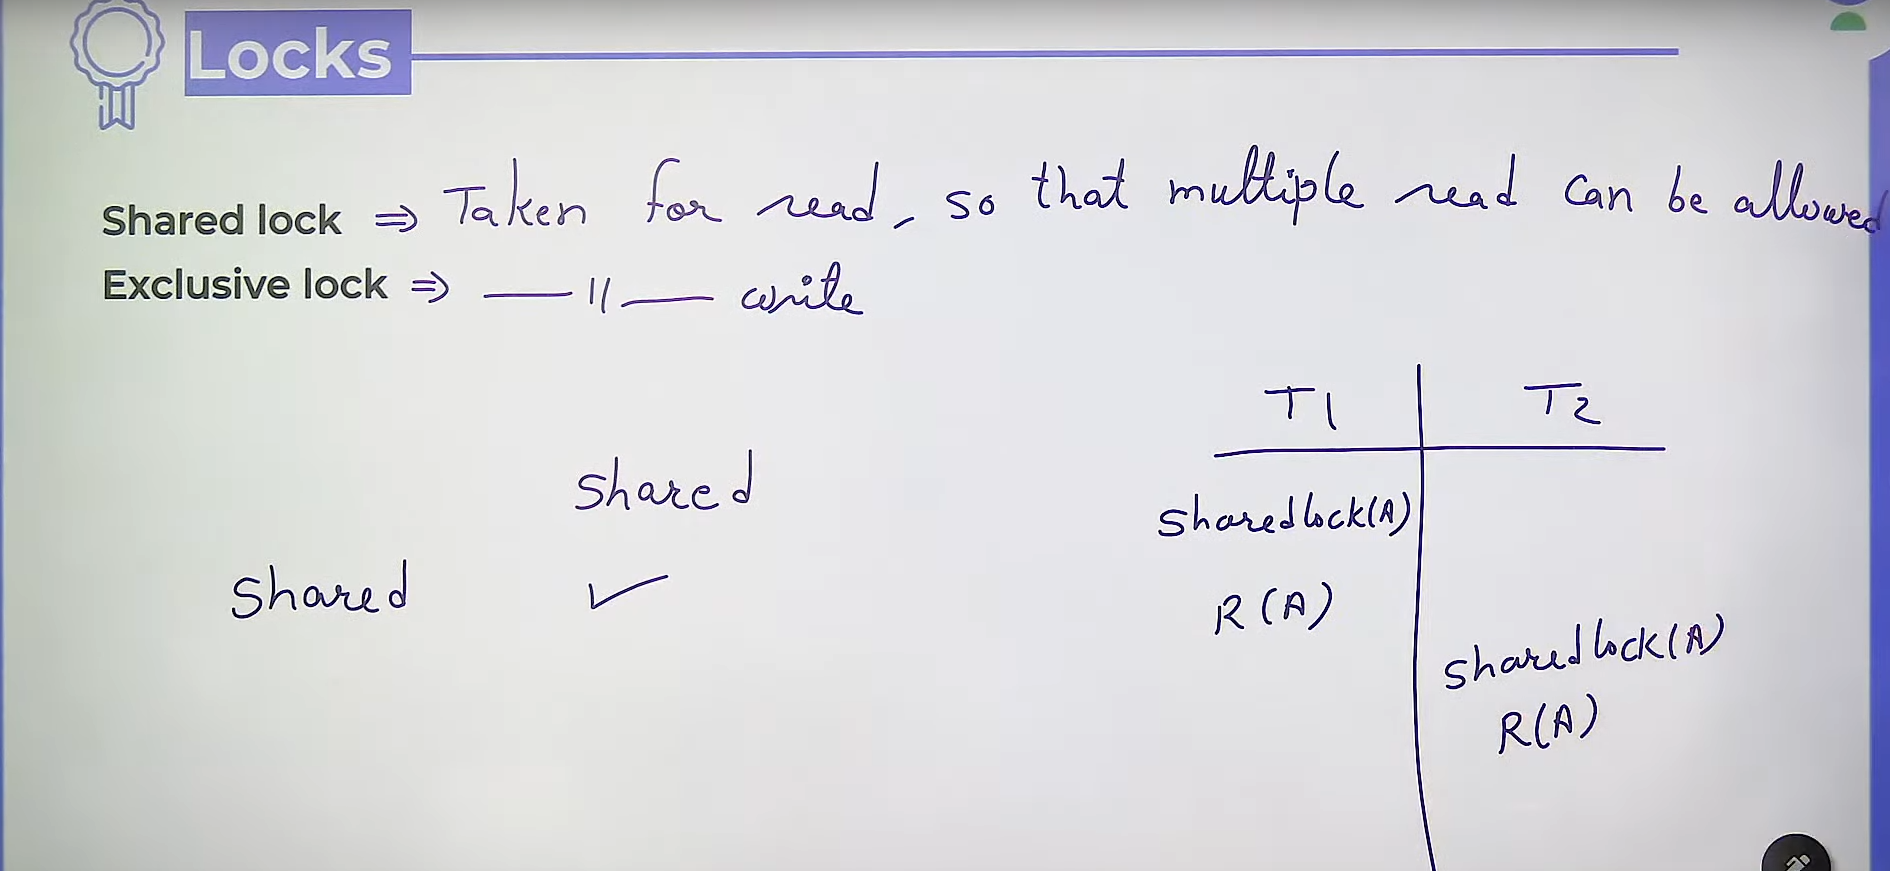 Locks
Shared lock ⇒ Taken for read, so that multiple read can be allowed
Exclusive lock ⇒ —〃— write
T1 T2
Shared
Sharedlock(A)
Shared ✓
R(A)
Sharedlock(A)
R(A)